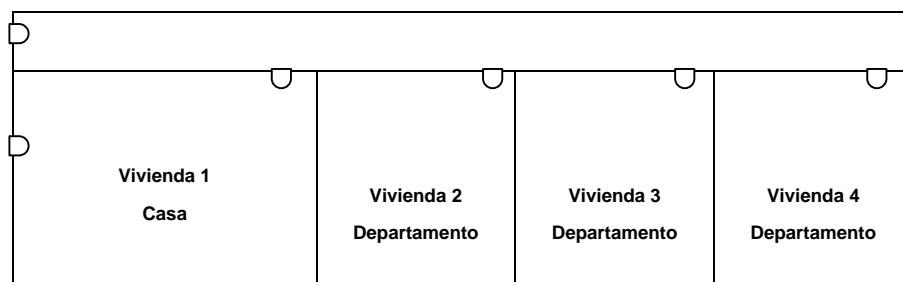 Vivienda 1
Casa
Vivienda 2
Departamento
Vivienda 3
Departamento
Vivienda 4
Departamento